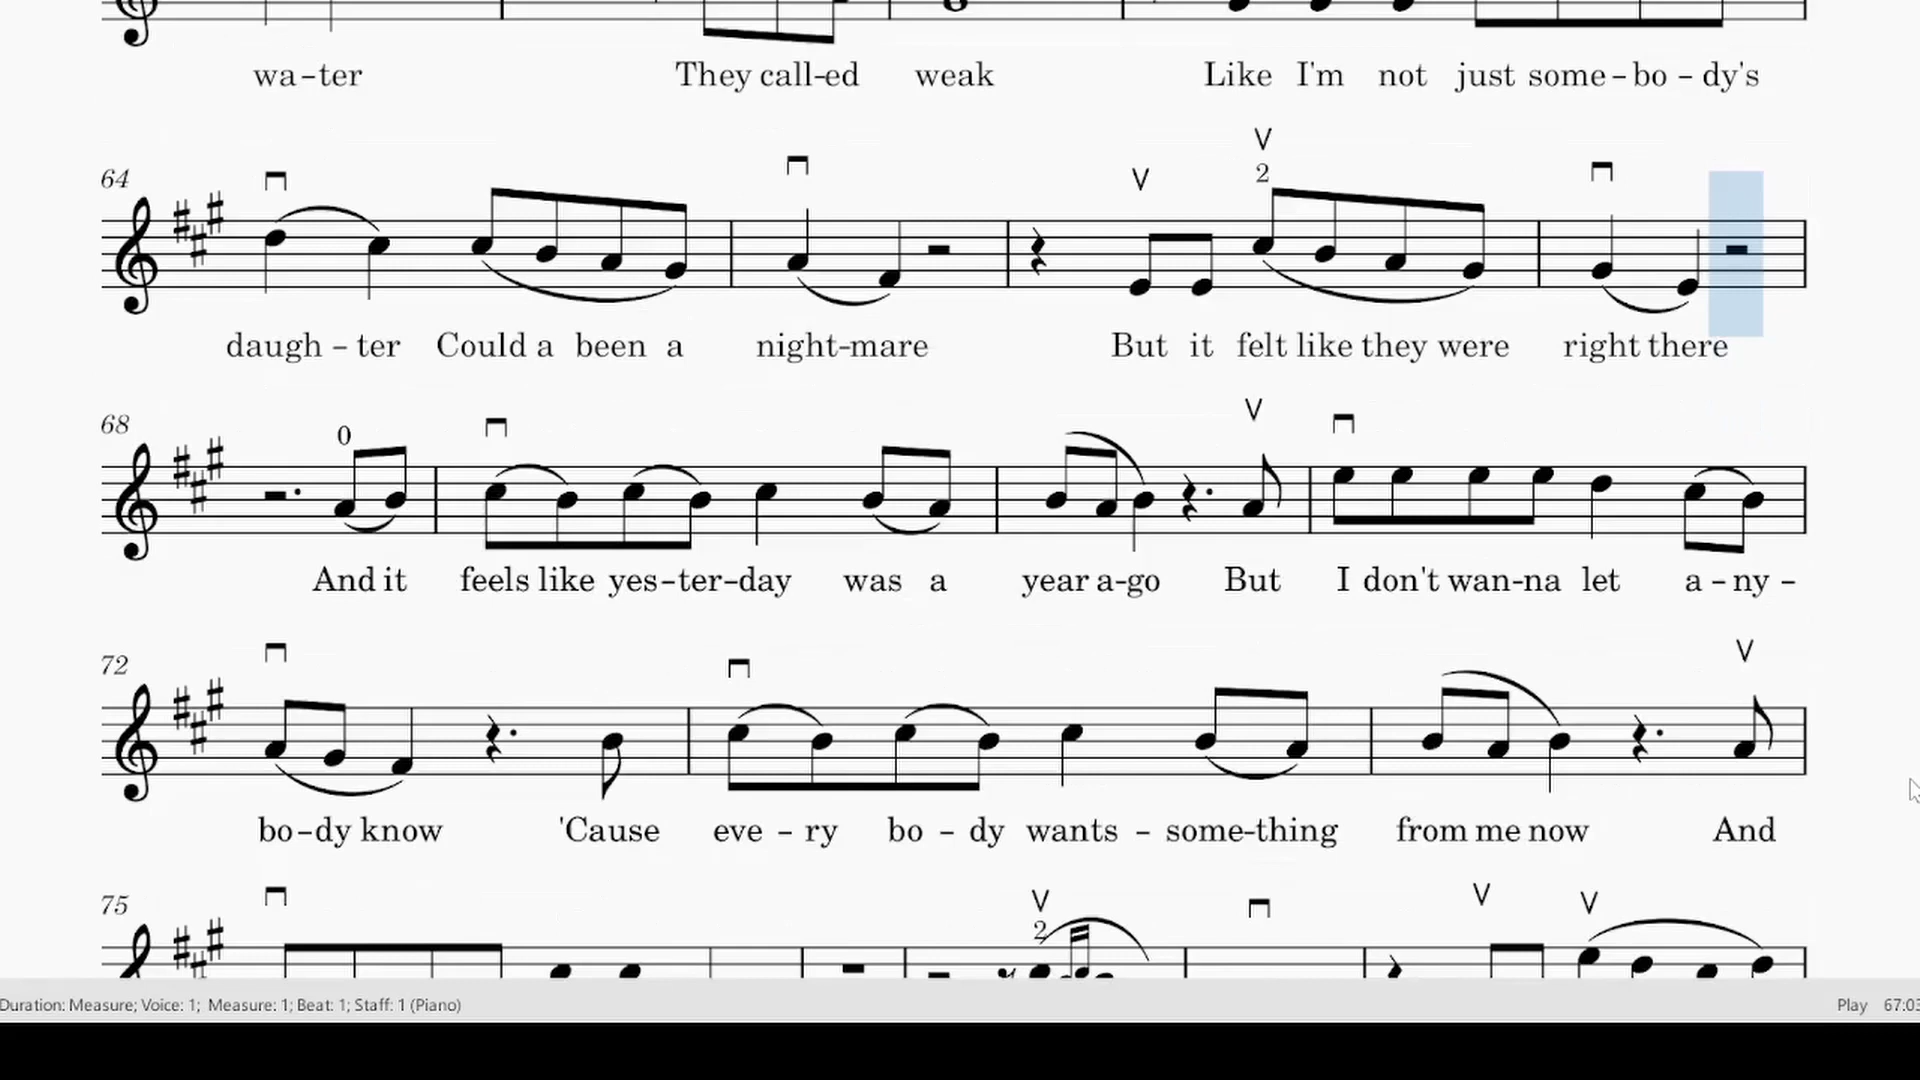 wa-ter They call-ed weak Like I'm not just some-bo-dy's
V
64 V 2
daugh-ter Could a been a night-mare But it felt like they were right there
68 0 V
And it feels like yes-ter-day was a year a-go But I don't wan-na let a-ny-
72 V
bo-dy know 'Cause eve-ry bo-dy wants-some-thing from me now And
75 V 2 V V
Duration: Measure; Voice: 1; Measure: 1; Beat: 1; Staff: 1 (Piano) Play 67:03